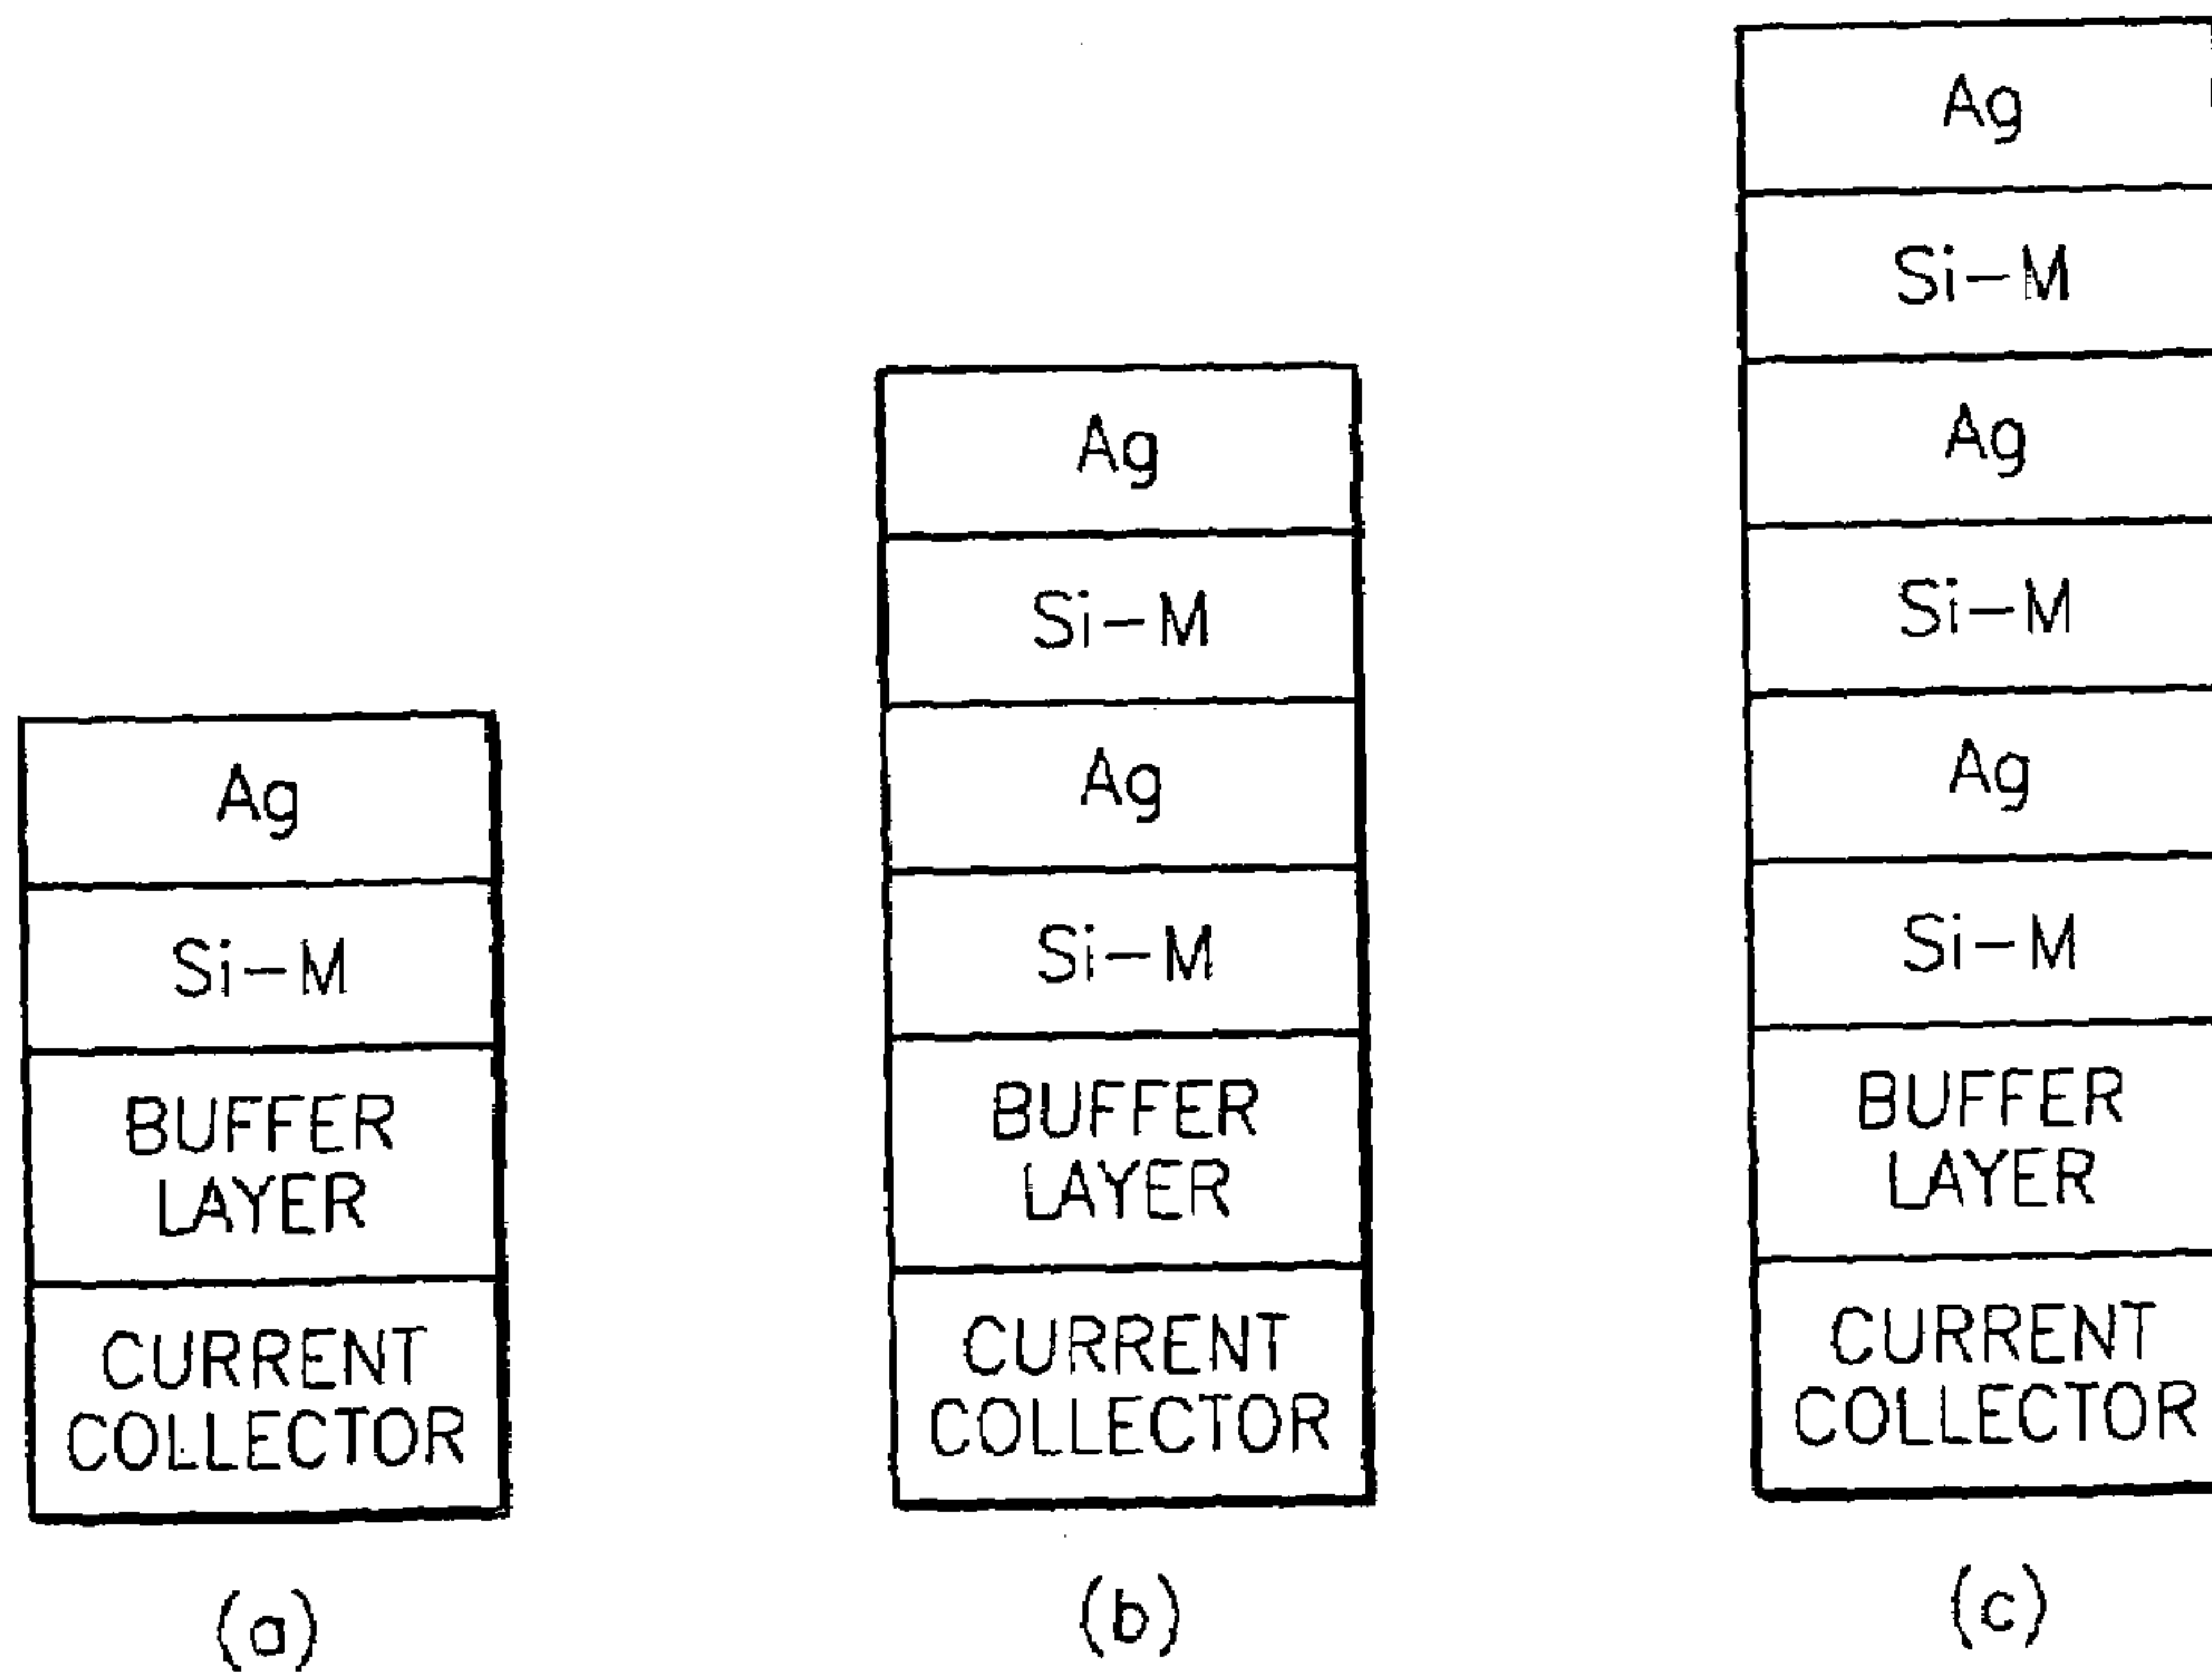 Ag
Si-M
BUFFER
LAYER
CURRENT
COLLECTOR
(a)
Ag
Si-M
Ag
Si-M
BUFFER
LAYER
CURRENT
COLLECTOR
(b)
Ag
Si-M
Ag
Si-M
Ag
Si-M
BUFFER
LAYER
CURRENT
COLLECTOR
(c)